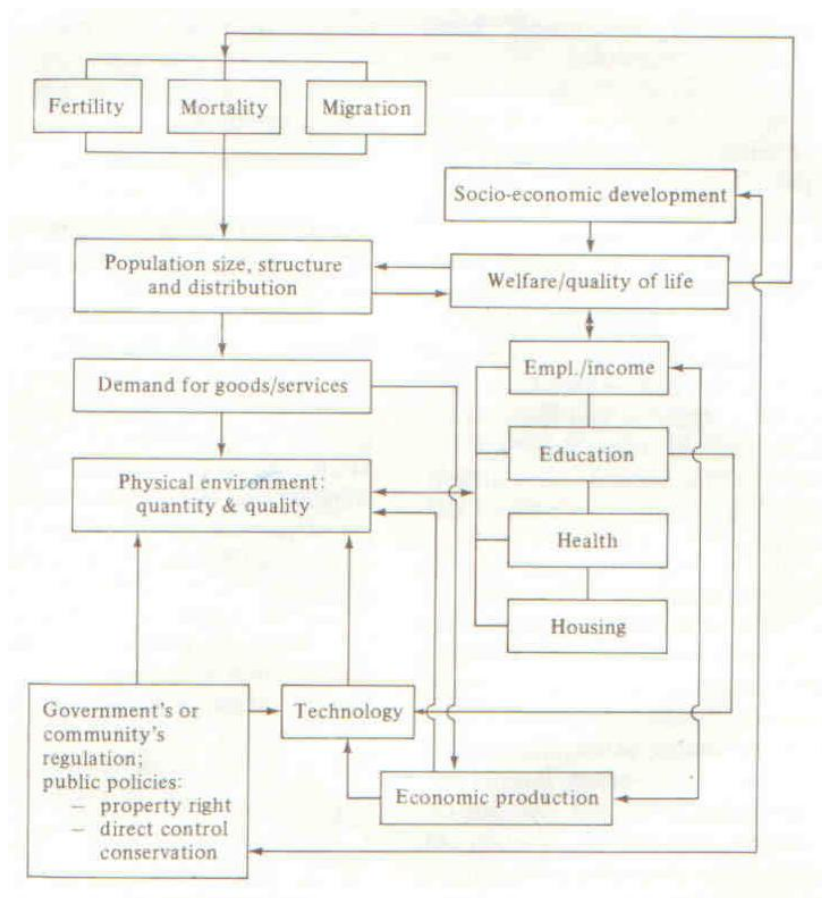 Fertility
Mortality
Migration
Socio-economic development
Population size, structure
and distribution
Welfare/quality of life
Demand for goods/services
Empl./income
Education
Physical environment:
quantity & quality
Health
Housing
Government's or
community's
regulation;
public policies:
– property right
– direct control
conservation
Technology
Economic production